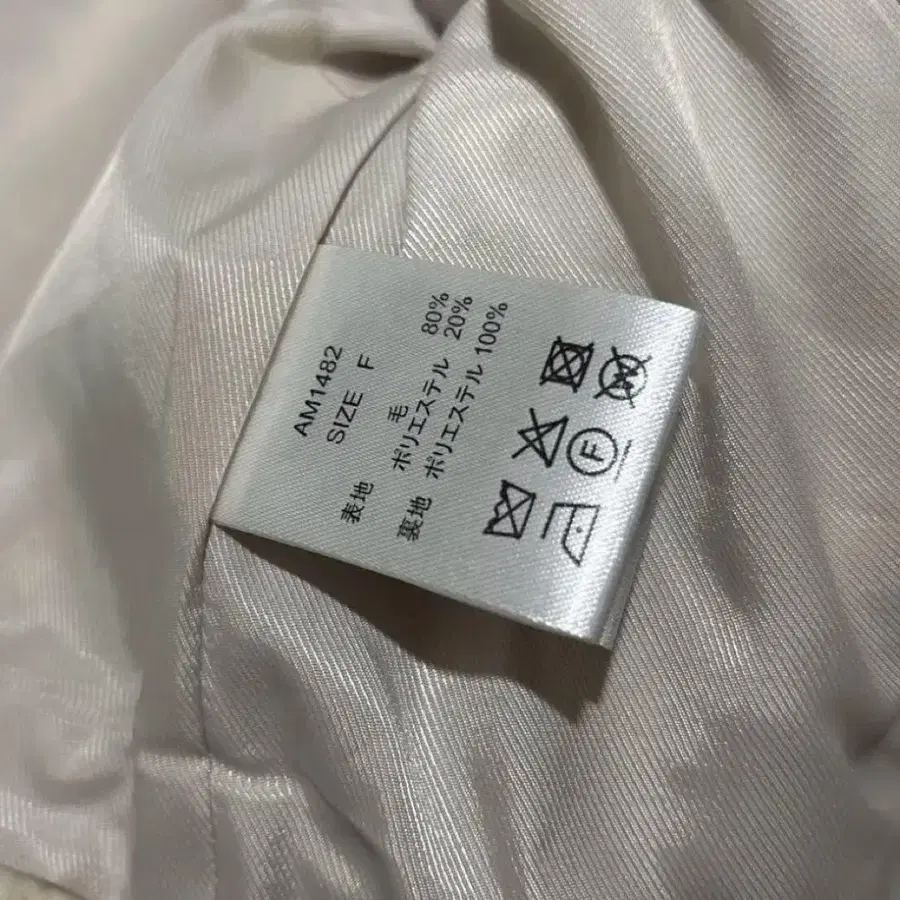 AM1482
SIZE F
表地 毛 80%
ポリエステル 20%
裏地 ポリエステル 100%
W
F